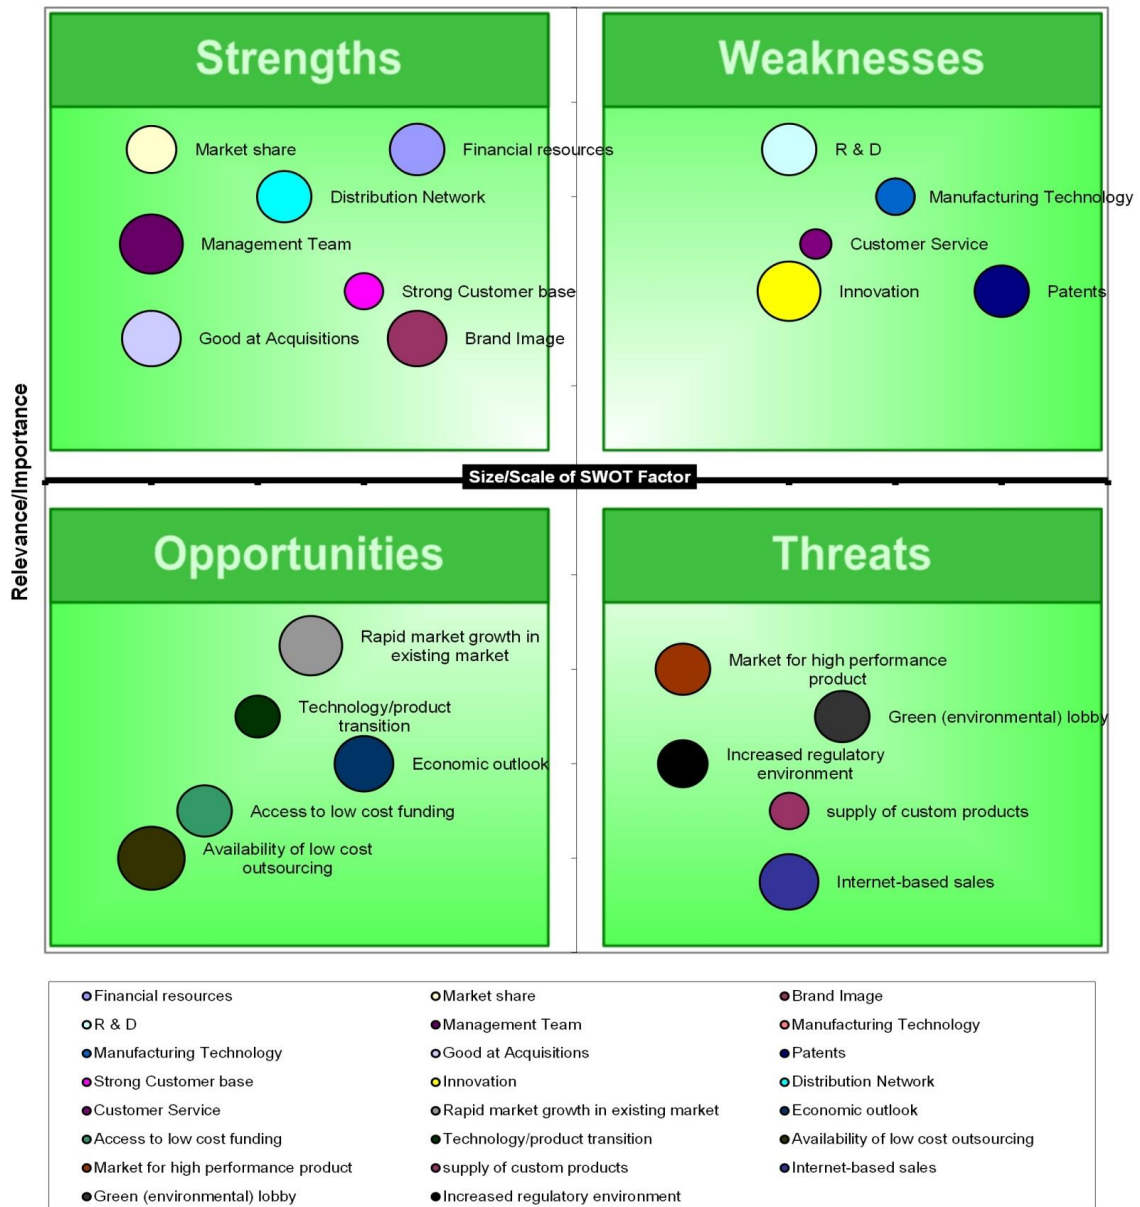 Strengths
Weaknesses
Market share
Financial resources
R & D
Distribution Network
Manufacturing Technology
Management Team
Customer Service
Strong Customer base
Innovation
Patents
Good at Acquisitions
Brand Image
Relevance/Importance
Size/Scale of SWOT Factor
Opportunities
Threats
Rapid market growth in
existing market
Market for high performance
product
Technology/product
transition
Green (environmental) lobby
Economic outlook
Increased regulatory
environment
Access to low cost funding
supply of custom products
Availability of low cost
outsourcing
Internet-based sales
Financial resources
Market share
Brand Image
R & D
Management Team
Manufacturing Technology
Manufacturing Technology
Good at Acquisitions
Patents
Strong Customer base
Innovation
Distribution Network
Customer Service
Rapid market growth in existing market
Economic outlook
Access to low cost funding
Technology/product transition
Availability of low cost outsourcing
Market for high performance product
supply of custom products
Internet-based sales
Green (environmental) lobby
Increased regulatory environment